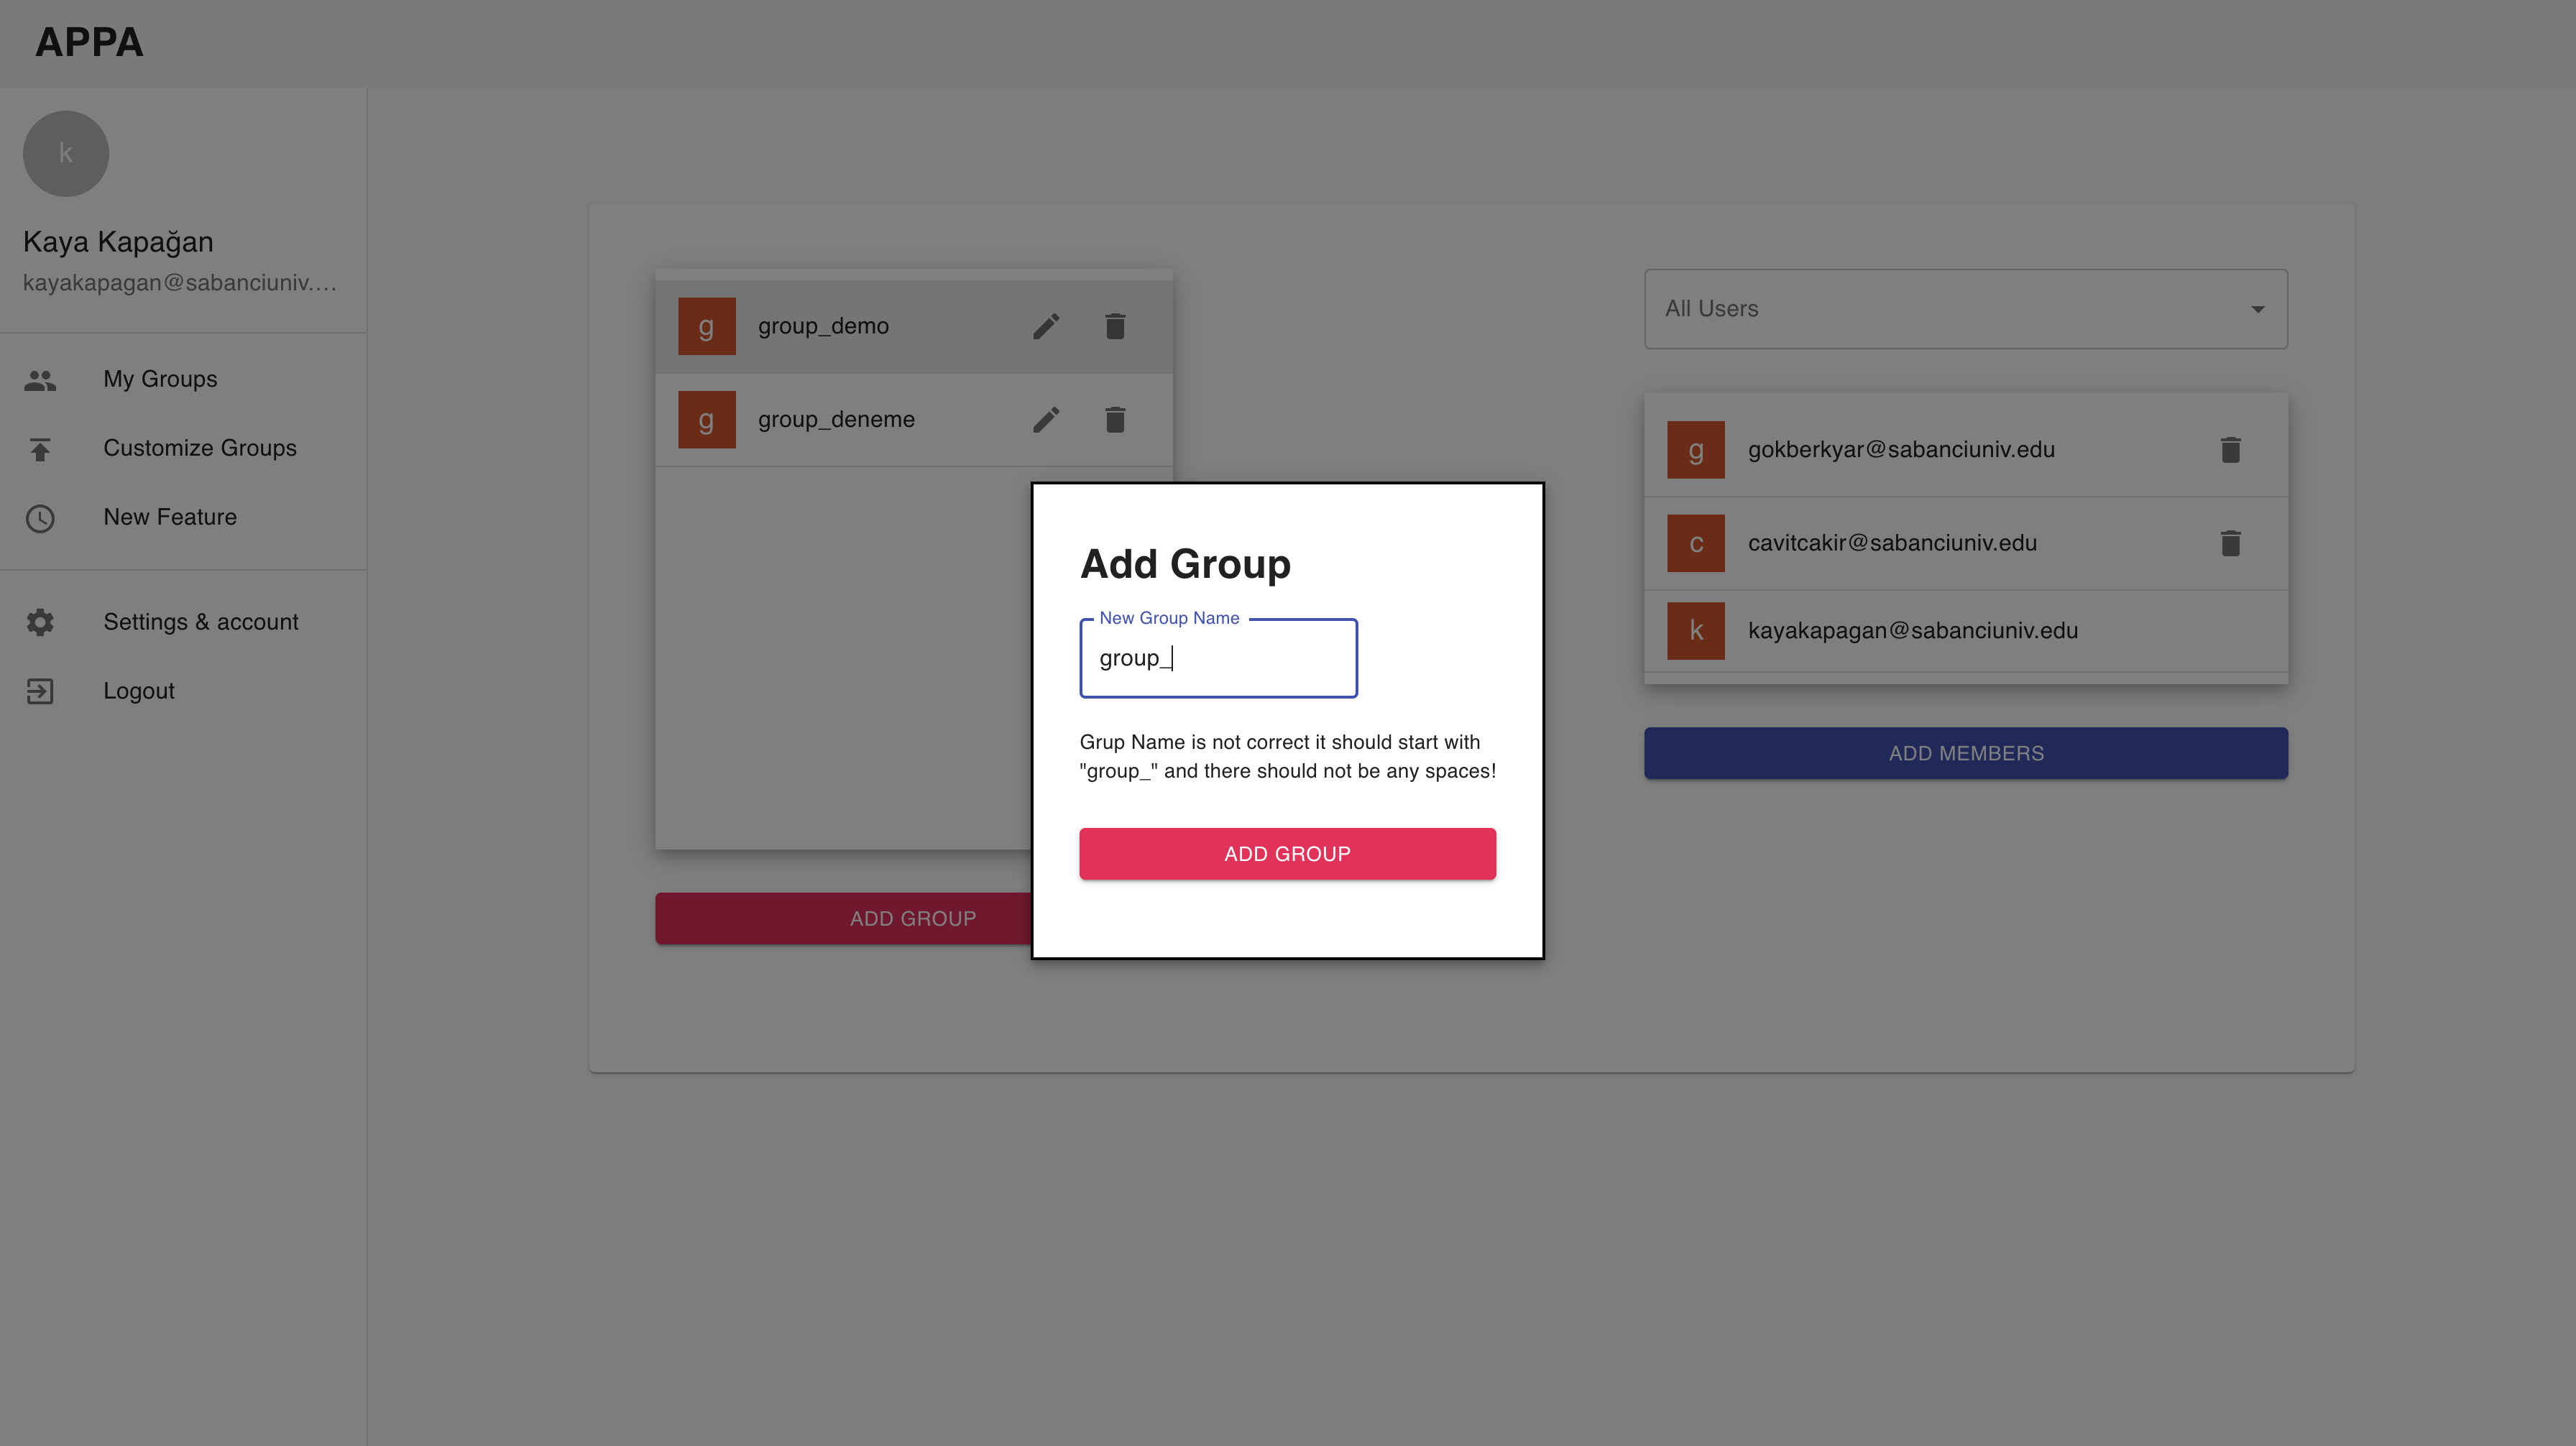 APPA
k
Kaya Kapağan
kayakapagan@sabanciuniv....
My Groups
Customize Groups
New Feature
Settings & account
Logout
g group_demo
g group_deneme
ADD GROUP
Add Group
New Group Name
group_
Grup Name is not correct it should start with
"group_" and there should not be any spaces!
ADD GROUP
All Users
g gokberkyar@sabanciuniv.edu
c cavitcakir@sabanciuniv.edu
k kayakapagan@sabanciuniv.edu
ADD MEMBERS